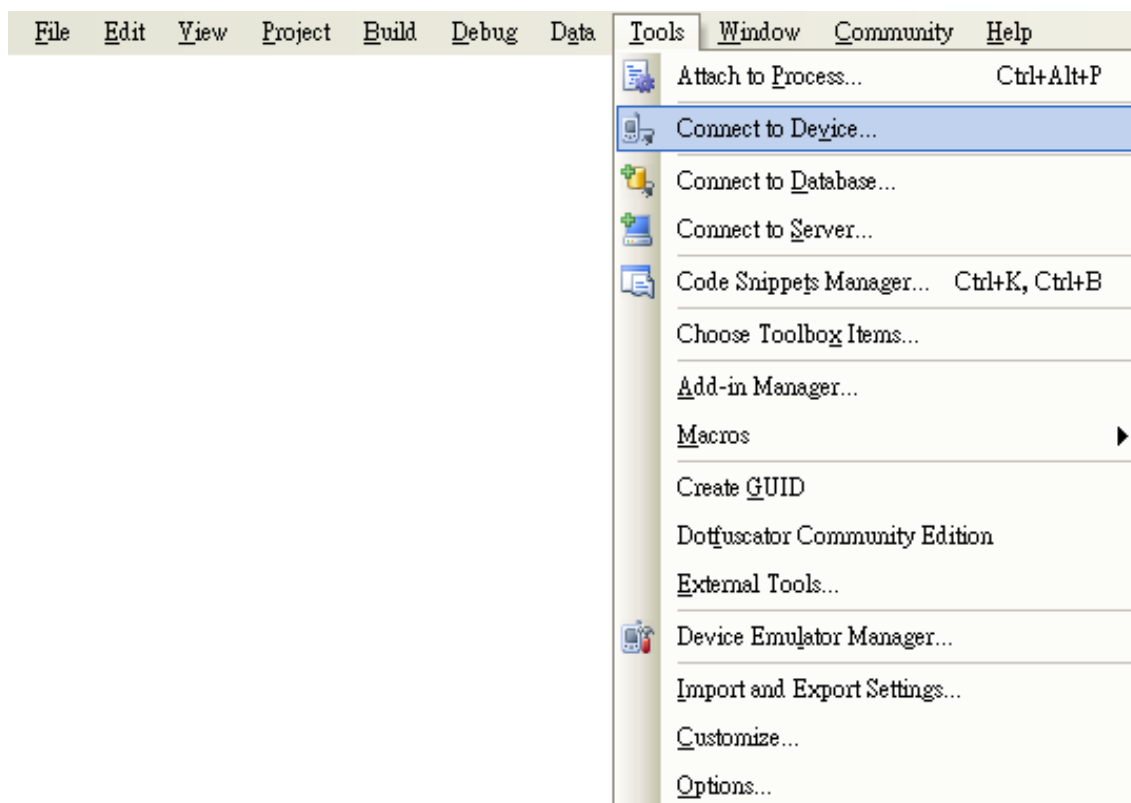 File Edit View Project Build Debug Data Tools Window Community Help
Attach to Process... Ctrl+Alt+P
Connect to Device...
Connect to Database...
Connect to Server...
Code Snippets Manager... Ctrl+K, Ctrl+B
Choose Toolbox Items...
Add-in Manager...
Macros
Create GUID
Dotfuscator Community Edition
External Tools...
Device Emulator Manager...
Import and Export Settings...
Customize...
Options...